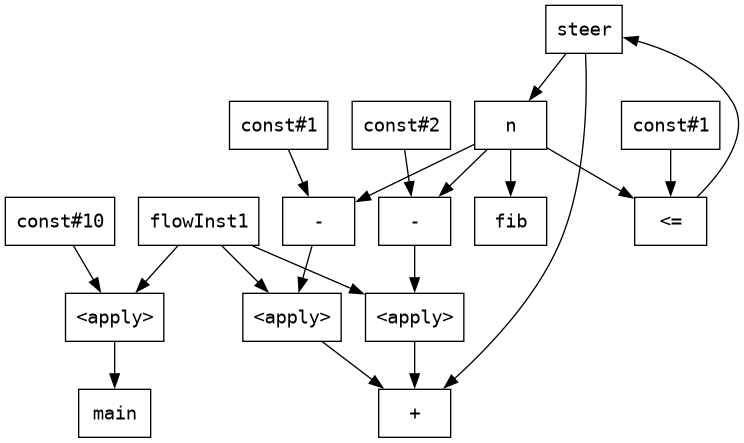 steer
const#1
const#2
n
const#1
const#10
flowInst1
-
-
fib
<=
<apply>
<apply>
<apply>
main
+